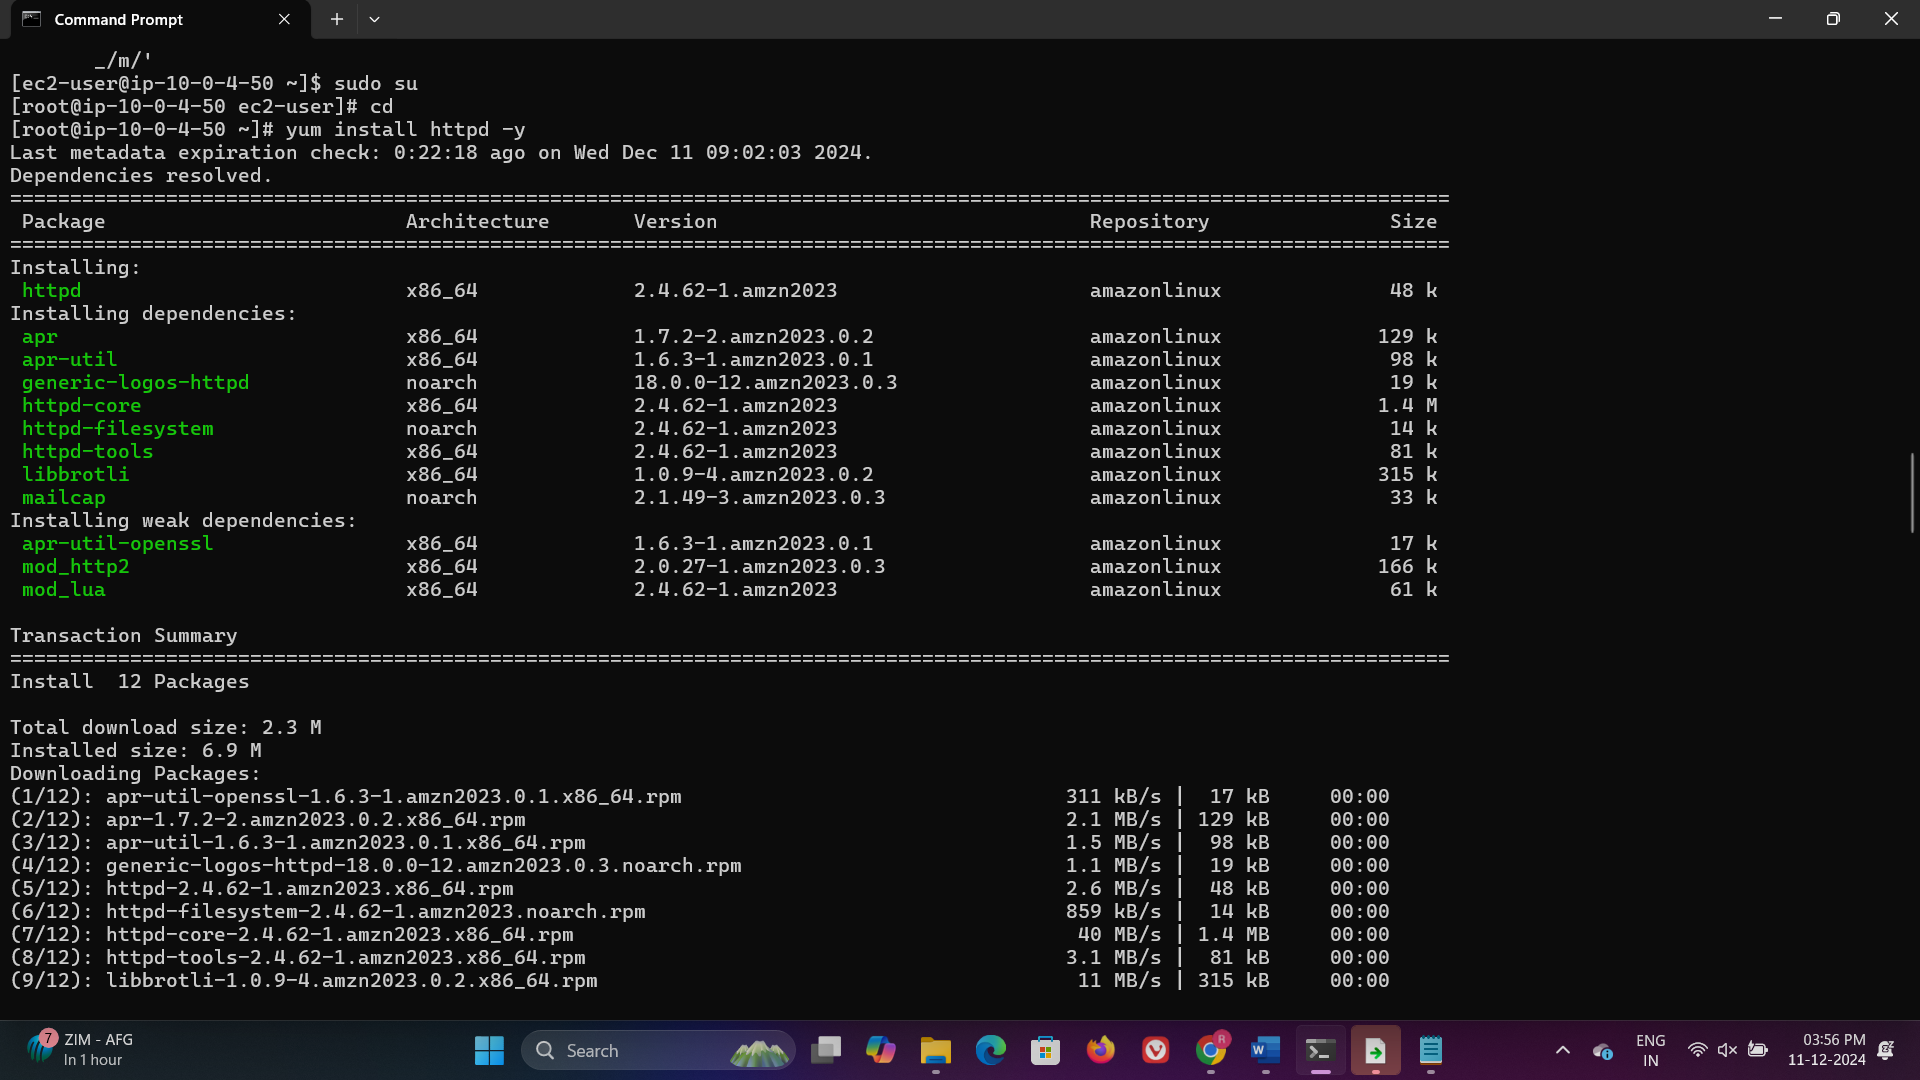 Command Prompt
_/m/'
[ec2-user@ip-10-0-4-50 ~]$ sudo su
[root@ip-10-0-4-50 ec2-user]# cd
[root@ip-10-0-4-50 ~]# yum install httpd -y
Last metadata expiration check: 0:22:18 ago on Wed Dec 11 09:02:03 2024.
Dependencies resolved.
================================================================================
Package Architecture Version Repository Size
================================================================================
Installing:
httpd x86_64 2.4.62-1.amzn2023 amazonlinux 48 k
Installing dependencies:
apr x86_64 1.7.2-2.amzn2023.0.2 amazonlinux 129 k
apr-util x86_64 1.6.3-1.amzn2023.0.1 amazonlinux 98 k
generic-logos-httpd noarch 18.0.0-12.amzn2023.0.3 amazonlinux 19 k
httpd-core x86_64 2.4.62-1.amzn2023 amazonlinux 1.4 M
httpd-filesystem noarch 2.4.62-1.amzn2023 amazonlinux 14 k
httpd-tools x86_64 2.4.62-1.amzn2023 amazonlinux 81 k
libbrotli x86_64 1.0.9-4.amzn2023.0.2 amazonlinux 315 k
mailcap noarch 2.1.49-3.amzn2023.0.3 amazonlinux 33 k
Installing weak dependencies:
apr-util-openssl x86_64 1.6.3-1.amzn2023.0.1 amazonlinux 17 k
mod_http2 x86_64 2.0.27-1.amzn2023.0.3 amazonlinux 166 k
mod_lua x86_64 2.4.62-1.amzn2023 amazonlinux 61 k
Transaction Summary
================================================================================
Install 12 Packages
Total download size: 2.3 M
Installed size: 6.9 M
Downloading Packages:
(1/12): apr-util-openssl-1.6.3-1.amzn2023.0.1.x86_64.rpm 311 kB/s | 17 kB 00:00
(2/12): apr-1.7.2-2.amzn2023.0.2.x86_64.rpm 2.1 MB/s | 129 kB 00:00
(3/12): apr-util-1.6.3-1.amzn2023.0.1.x86_64.rpm 1.5 MB/s | 98 kB 00:00
(4/12): generic-logos-httpd-18.0.0-12.amzn2023.0.3.noarch.rpm 1.1 MB/s | 19 kB 00:00
(5/12): httpd-2.4.62-1.amzn2023.x86_64.rpm 2.6 MB/s | 48 kB 00:00
(6/12): httpd-filesystem-2.4.62-1.amzn2023.noarch.rpm 859 kB/s | 14 kB 00:00
(7/12): httpd-core-2.4.62-1.amzn2023.x86_64.rpm 40 MB/s | 1.4 MB 00:00
(8/12): httpd-tools-2.4.62-1.amzn2023.x86_64.rpm 3.1 MB/s | 81 kB 00:00
(9/12): libbrotli-1.0.9-4.amzn2023.0.2.x86_64.rpm 11 MB/s | 315 kB 00:00
7 ZIM - AFG
In 1 hour
Search
R
W
ENG
IN
03:56 PM
11-12-2024